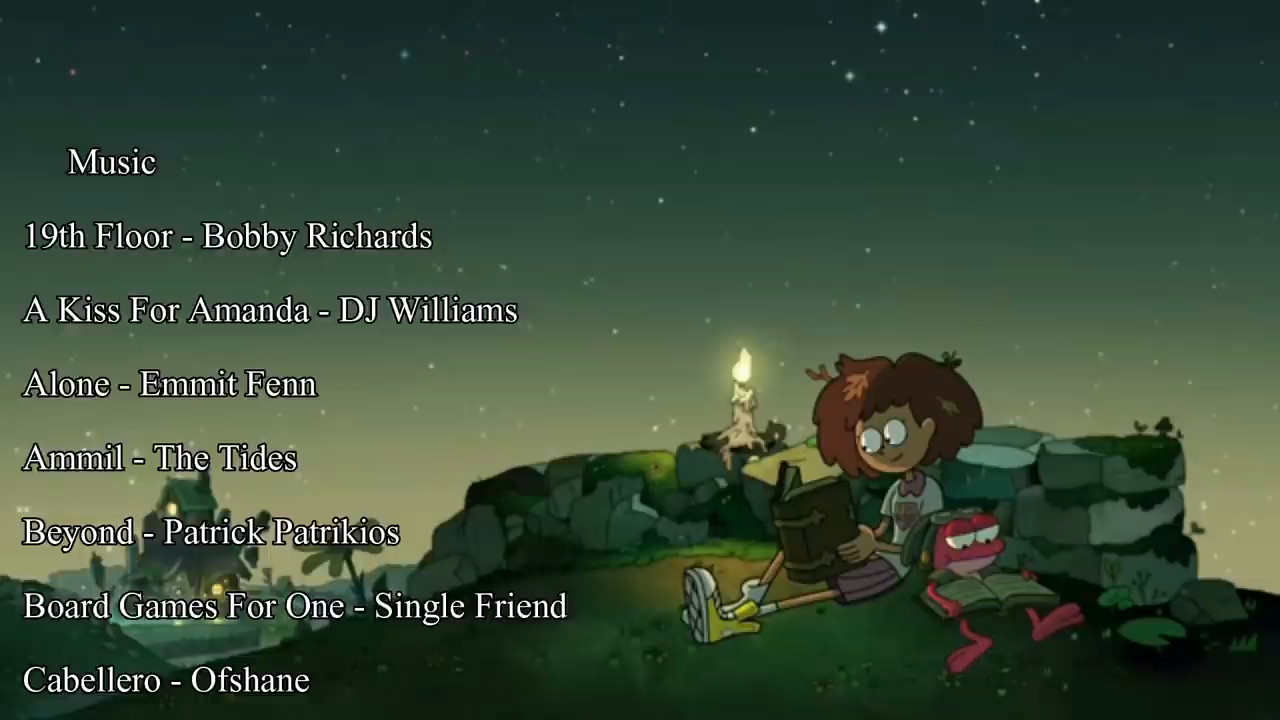 Music
19th Floor - Bobby Richards
A Kiss For Amanda - DJ Williams
Alone - Emmit Fenn
Ammil - The Tides
Beyond - Patrick Patrikios
Board Games For One - Single Friend
Cabellero - Ofshane